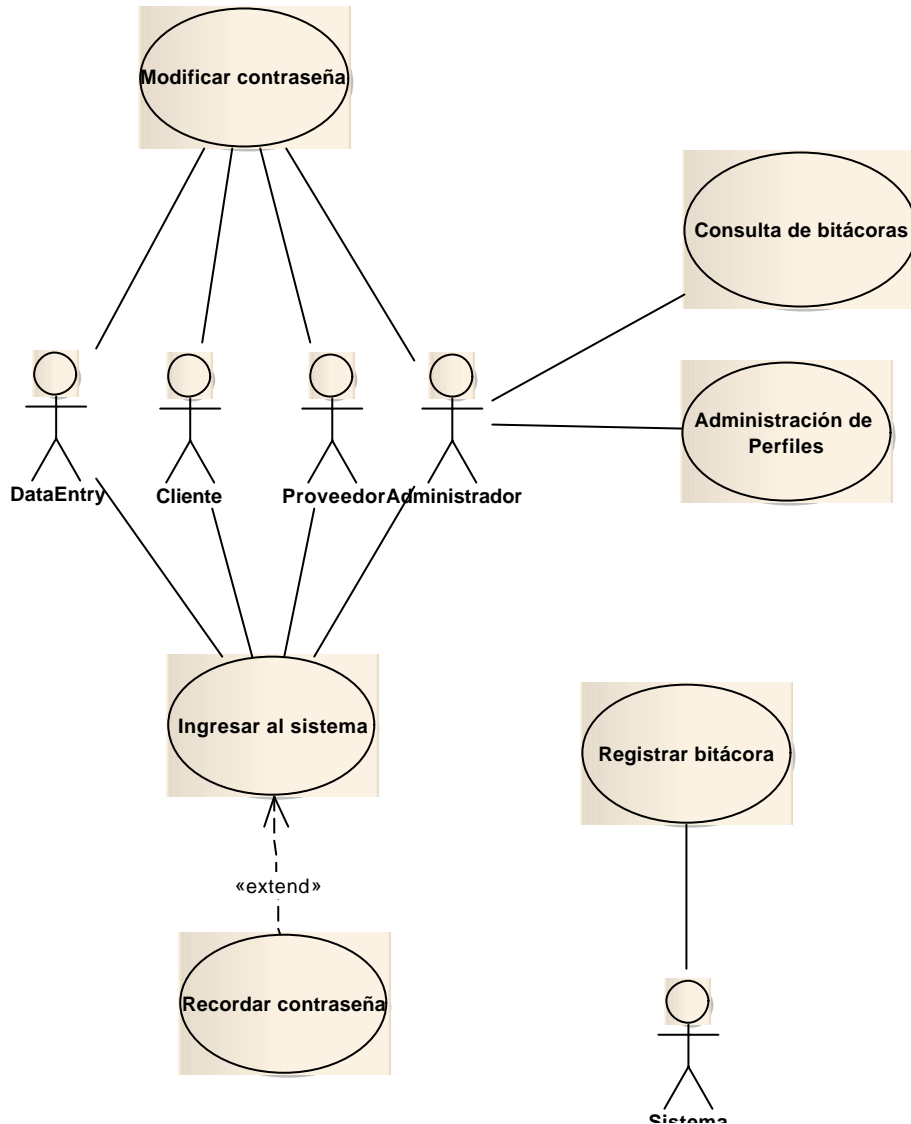 Modificar contraseña
Consulta de bitácoras
Administración de
Perfiles
DataEntry
Cliente
Proveedor
Administrador
Ingresar al sistema
Registrar bitácora
«extend»
Recordar contraseña
Sistema